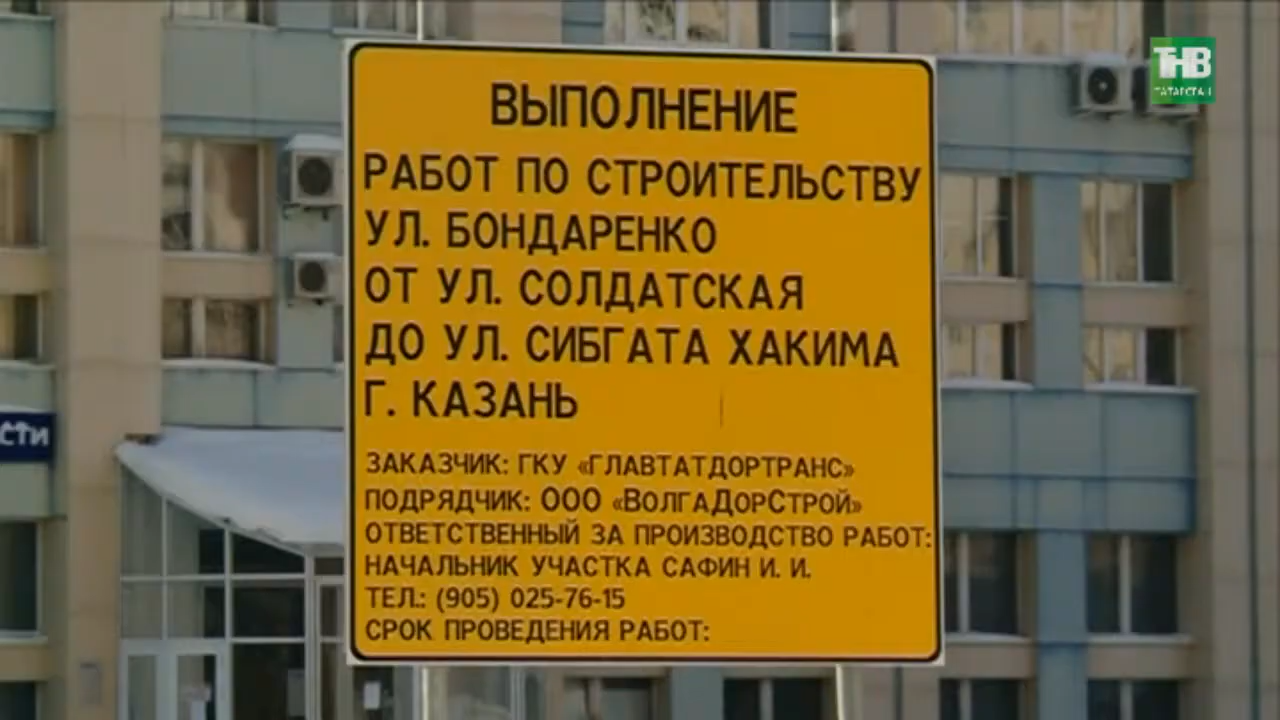 ТНВ
ТАТАРСТАН
ВЫПОЛНЕНИЕ
РАБОТ ПО СТРОИТЕЛЬСТВУ
УЛ. БОНДАРЕНКО
ОТ УЛ. СОЛДАТСКАЯ
ДО УЛ. СИБГАТА ХАКИМА
Г. КАЗАНЬ
ЗАКАЗЧИК: ГКУ «ГЛАВТАТДОРТРАНС»
ПОДРЯДЧИК: ООО «ВОЛГАДОРСТРОЙ»
ОТВЕТСТВЕННЫЙ ЗА ПРОИЗВОДСТВО РАБОТ:
НАЧАЛЬНИК УЧАСТКА САФИН И. И.
ТЕЛ.: (905) 025-76-15
СРОК ПРОВЕДЕНИЯ РАБОТ:
СТИ